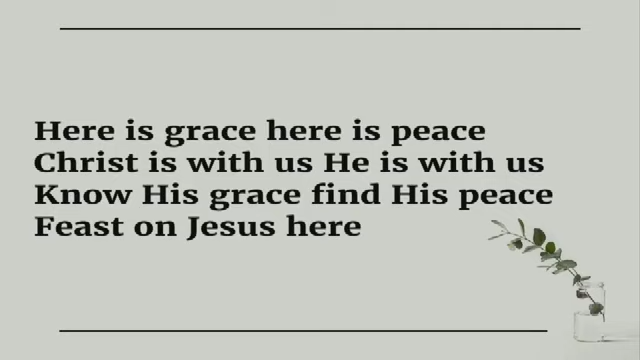 Here is grace here is peace
Christ is with us He is with us
Know His grace find His peace
Feast on Jesus here